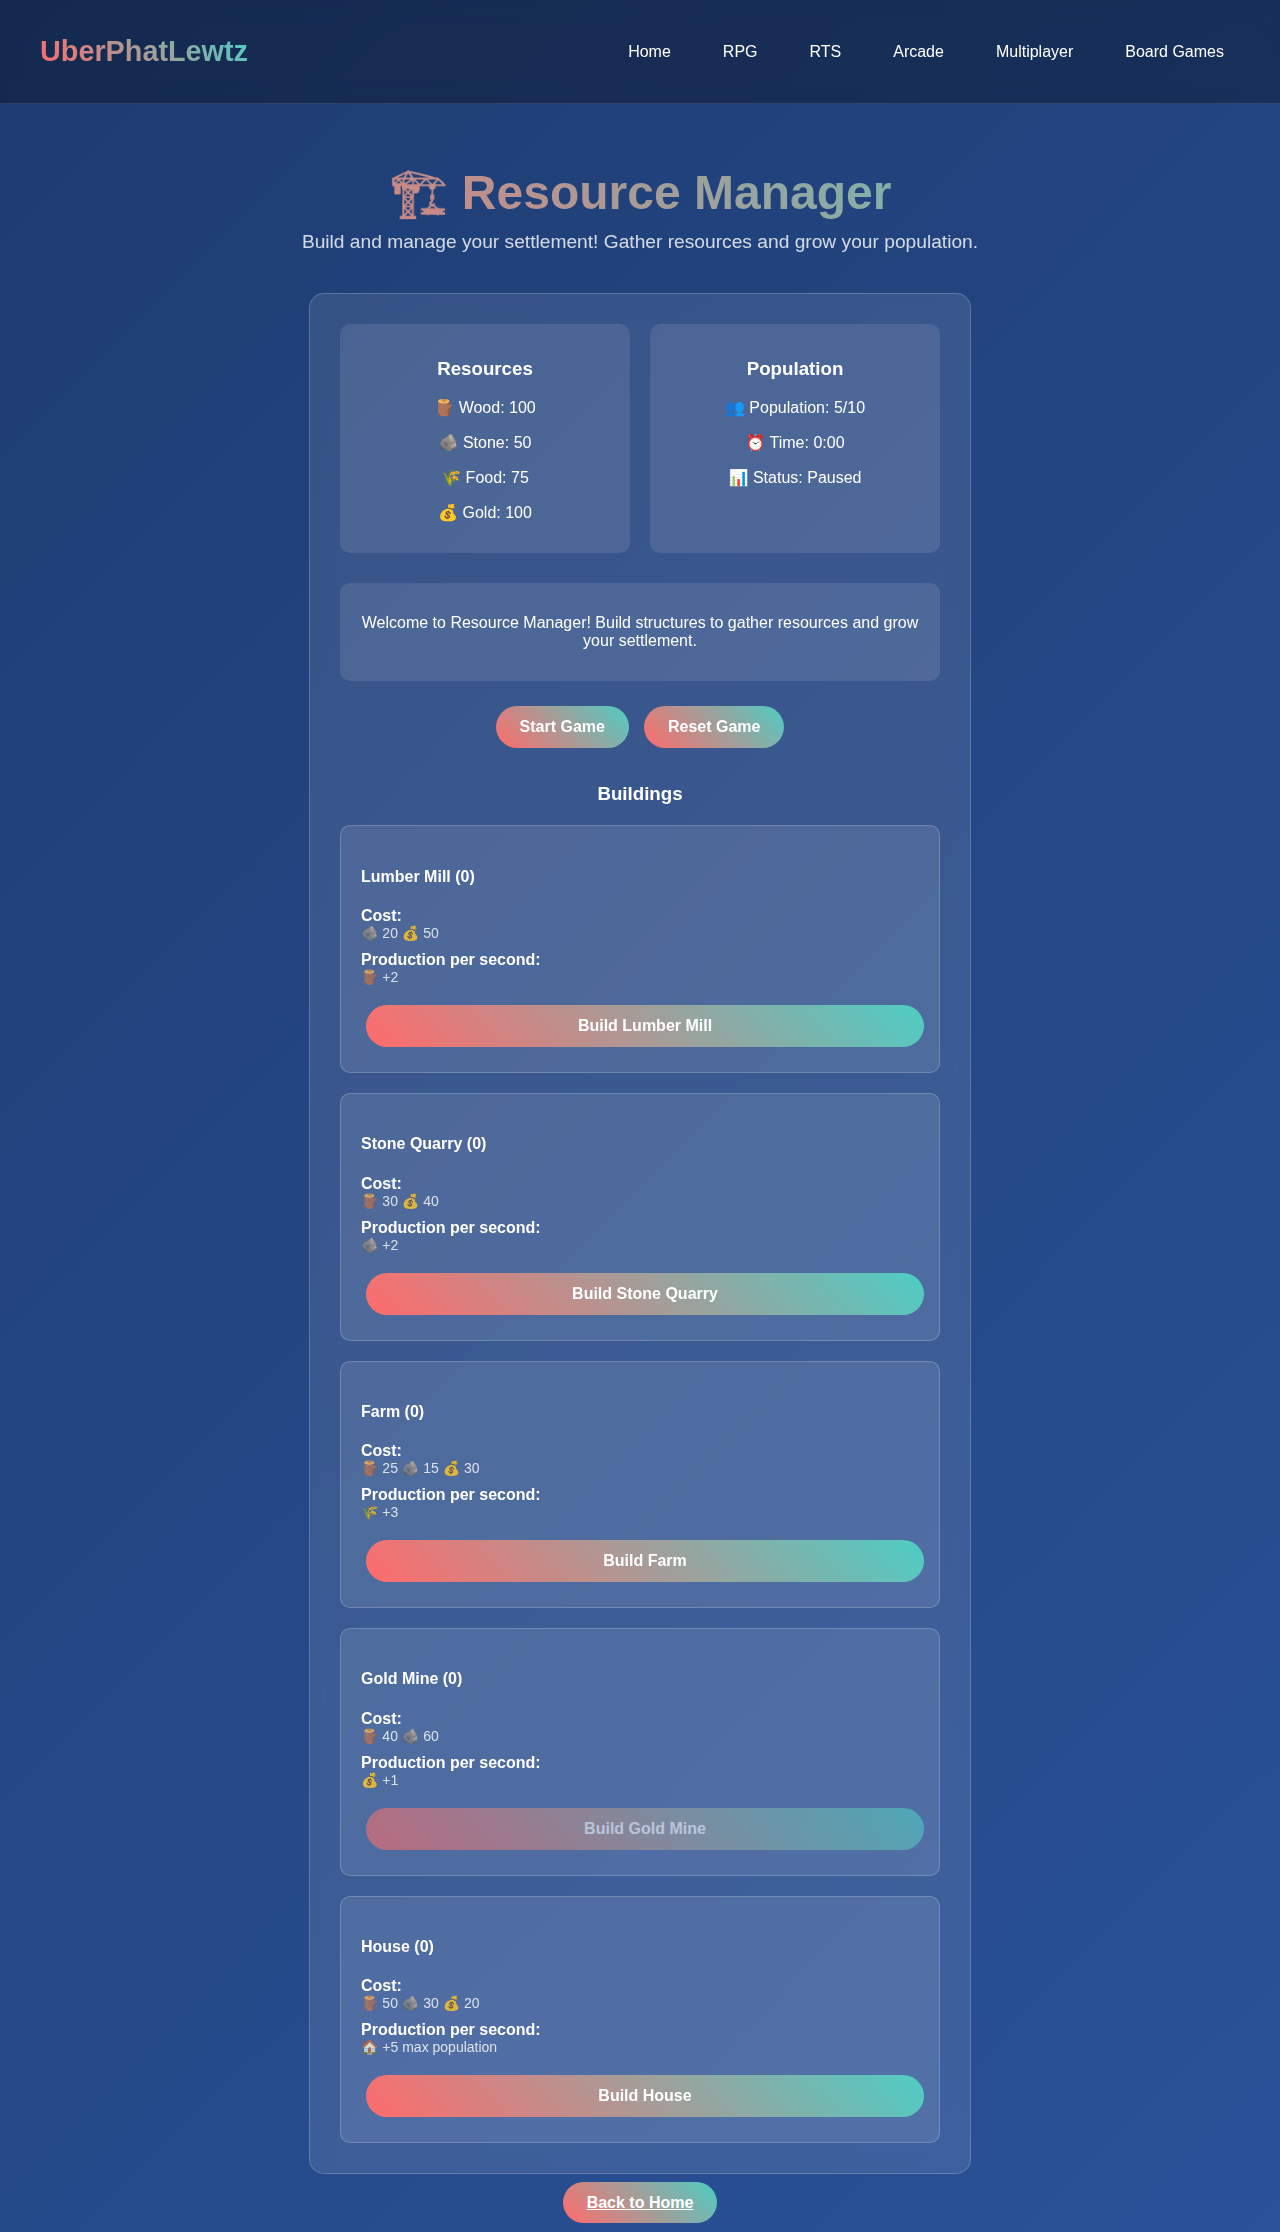 UberPhatLewtz
Home RPG RTS Arcade Multiplayer Board Games
🏗️ Resource Manager
Build and manage your settlement! Gather resources and grow your population.
Resources
🪵 Wood: 100
🪨 Stone: 50
🌾 Food: 75
💰 Gold: 100
Population
👥 Population: 5/10
⏰ Time: 0:00
📊 Status: Paused
Welcome to Resource Manager! Build structures to gather resources and grow
your settlement.
Start Game Reset Game
Buildings
Lumber Mill (0)
Cost:
🪨 20 💰 50
Production per second:
🪵 +2
Build Lumber Mill
Stone Quarry (0)
Cost:
🪵 30 💰 40
Production per second:
🪨 +2
Build Stone Quarry
Farm (0)
Cost:
🪵 25 🪨 15 💰 30
Production per second:
🌾 +3
Build Farm
Gold Mine (0)
Cost:
🪵 40 🪨 60
Production per second:
💰 +1
Build Gold Mine
House (0)
Cost:
🪵 50 🪨 30 💰 20
Production per second:
🏠 +5 max population
Build House
Back to Home